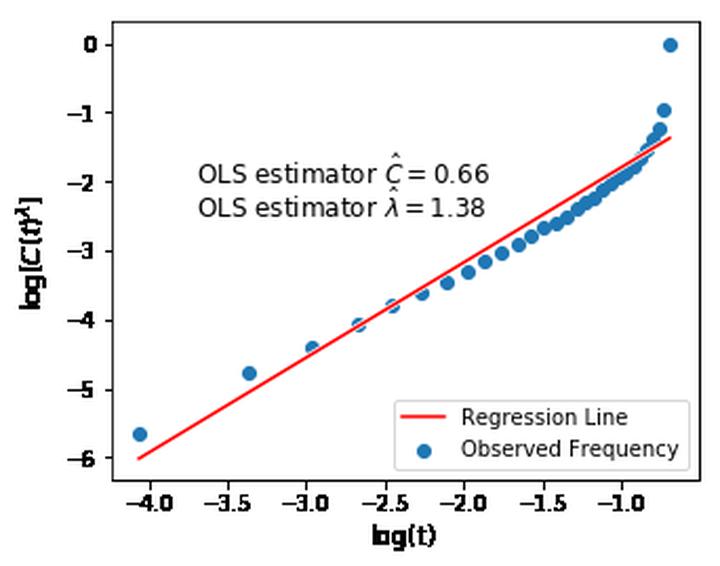 0
−1
−2
−3
−4
−5
−6
log[C(t)^λ]
OLS estimator Ĉ = 0.66
OLS estimator λ̂ = 1.38
Regression Line
Observed Frequency
−4.0 −3.5 −3.0 −2.5 −2.0 −1.5 −1.0
log(t)